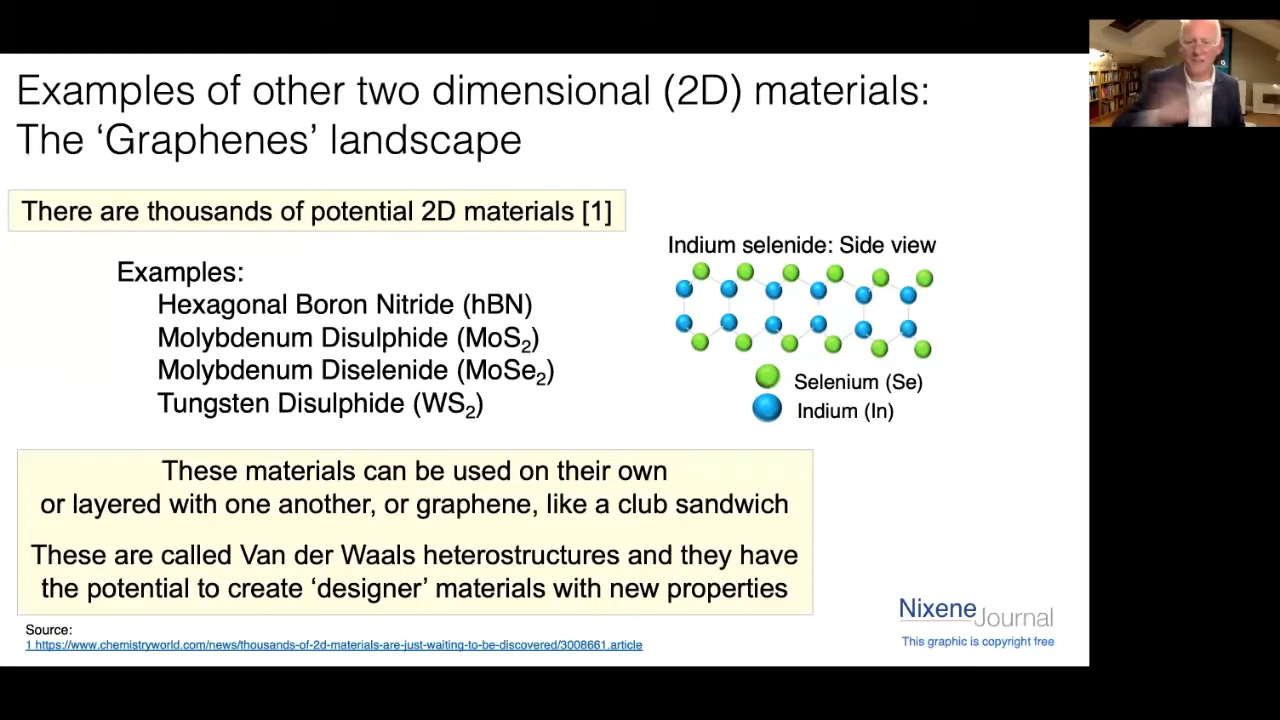 Examples of other two dimensional (2D) materials:
The ‘Graphenes’ landscape
There are thousands of potential 2D materials [1]
Examples:
Hexagonal Boron Nitride (hBN)
Molybdenum Disulphide (MoS₂)
Molybdenum Diselenide (MoSe₂)
Tungsten Disulphide (WS₂)
Indium selenide: Side view
Selenium (Se)
Indium (In)
These materials can be used on their own
or layered with one another, or graphene, like a club sandwich
These are called Van der Waals heterostructures and they have
the potential to create ‘designer’ materials with new properties
Source:
1 https://www.chemistryworld.com/news/thousands-of-2d-materials-are-just-waiting-to-be-discovered/3008661.article
Nixene Journal
This graphic is copyright free